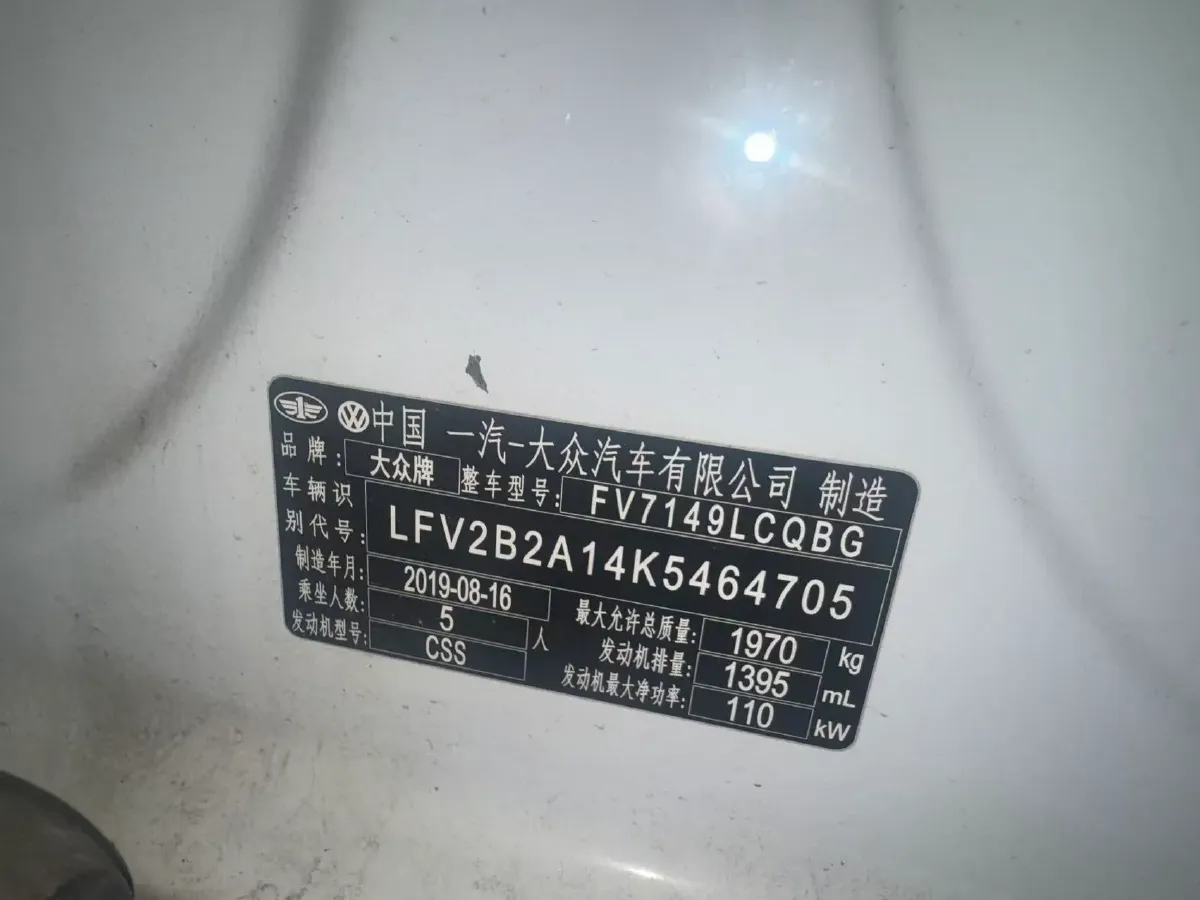 中国 一汽-大众汽车有限公司 制造
品牌: 大众牌 整车型号: FV7149LCQBG
车辆识别代号: LFV2B2A14K5464705
制造年月: 2019-08-16
乘坐人数: 5 人
发动机型号: CSS
最大允许总质量: 1970 kg
发动机排量: 1395 mL
发动机最大净功率: 110 kW